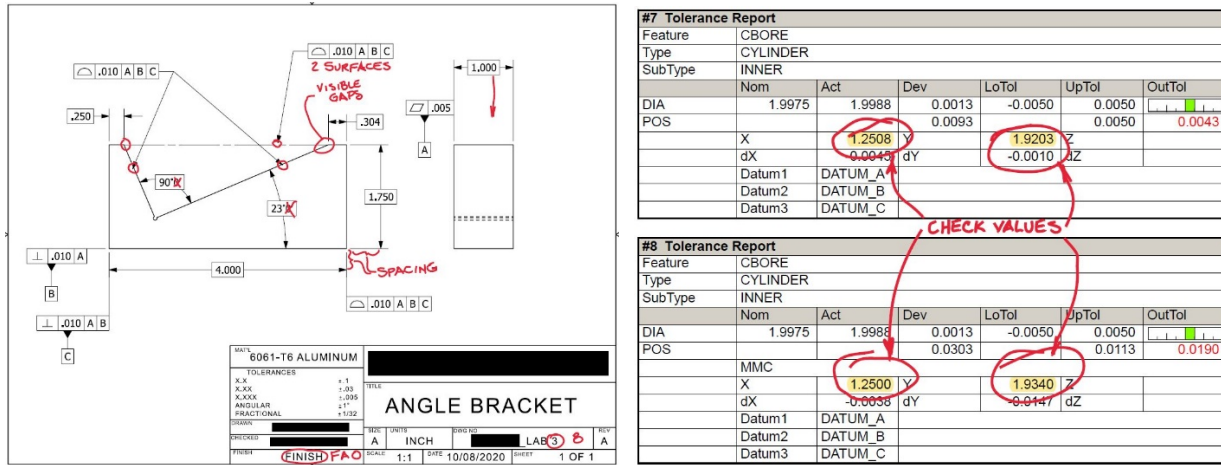 ⌓ .010 A B C
2 SURFACES
VISIBLE
GAPS
⌓ .010 A B C
.250
.304
1.000
⏥ .005
A
90°
23°
1.750
4.000
SPACING
⟂ .010 A
B
⟂ .010 A B
C
⌓ .010 A B C
MAT'L
6061-T6 ALUMINUM
TOLERANCES
X.X ± .1
X.XX ± .03
X.XXX ± .005
ANGULAR ± 1°
FRACTIONAL ± 1/32
DRAWN
CHECKED
FINISH
FINISH FAO
TITLE
ANGLE BRACKET
SIZE A
UNITS INCH
DWG NO _LAB 3 8
REV A
SCALE 1:1
DATE 10/08/2020
SHEET 1 OF 1
#7 Tolerance Report
Feature CBORE
Type CYLINDER
SubType INNER
Nom Act Dev LoTol UpTol OutTol
DIA 1.9975 1.9988 0.0013 -0.0050 0.0050
POS 0.0093 0.0050 0.0043
X 1.2508 Y 1.9203 Z
dX -0.0045 dY -0.0010 dZ
Datum1 DATUM_A
Datum2 DATUM_B
Datum3 DATUM_C
CHECK VALUES
#8 Tolerance Report
Feature CBORE
Type CYLINDER
SubType INNER
Nom Act Dev LoTol UpTol OutTol
DIA 1.9975 1.9988 0.0013 -0.0050 0.0050
POS 0.0303 0.0113 0.0190
MMC
X 1.2500 Y 1.9340 Z
dX -0.0038 dY -0.0147 dZ
Datum1 DATUM_A
Datum2 DATUM_B
Datum3 DATUM_C